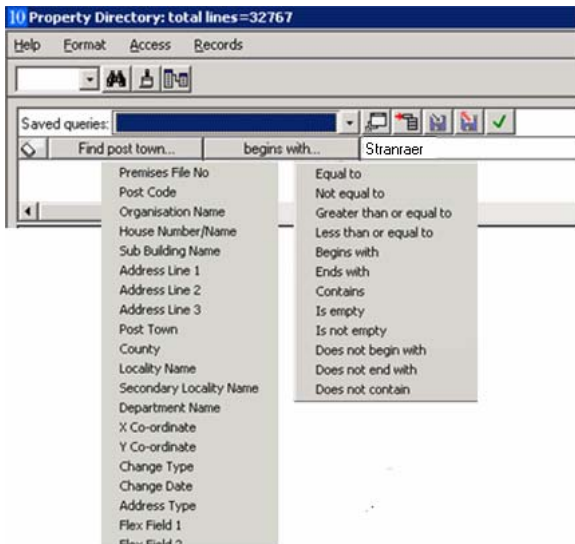 10 Property Directory: total lines=32767
Help Format Access Records
Saved queries:
Find post town... begins with... Stranraer
Premises File No
Post Code
Organisation Name
House Number/Name
Sub Building Name
Address Line 1
Address Line 2
Address Line 3
Post Town
County
Locality Name
Secondary Locality Name
Department Name
X Co-ordinate
Y Co-ordinate
Change Type
Change Date
Address Type
Flex Field 1
Flex Field 2
Equal to
Not equal to
Greater than or equal to
Less than or equal to
Begins with
Ends with
Contains
Is empty
Is not empty
Does not begin with
Does not end with
Does not contain